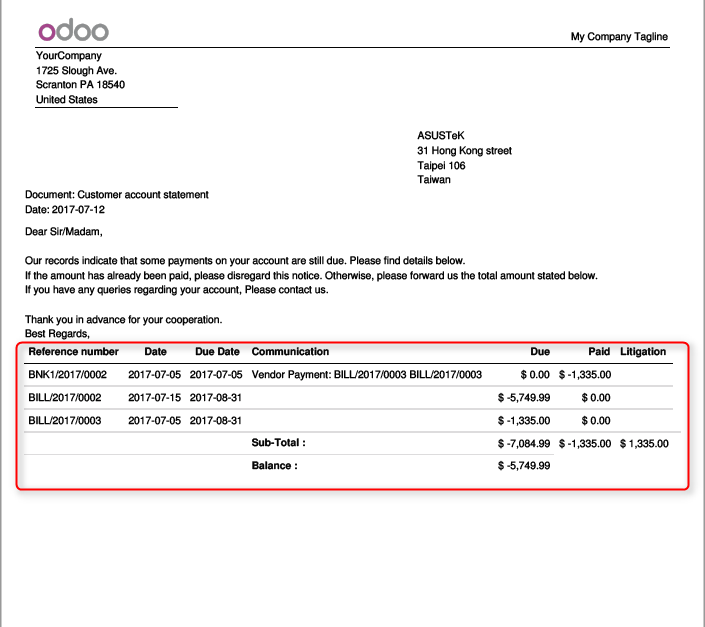 odoo
My Company Tagline
YourCompany
1725 Slough Ave.
Scranton PA 18540
United States
ASUSTeK
31 Hong Kong street
Taipei 106
Taiwan
Document: Customer account statement
Date: 2017-07-12
Dear Sir/Madam,
Our records indicate that some payments on your account are still due. Please find details below.
If the amount has already been paid, please disregard this notice. Otherwise, please forward us the total amount stated below.
If you have any queries regarding your account, Please contact us.
Thank you in advance for your cooperation.
Best Regards,
Reference number Date Due Date Communication Due Paid Litigation
BNK1/2017/0002 2017-07-05 2017-07-05 Vendor Payment: BILL/2017/0003 BILL/2017/0003 $ 0.00 $ -1,335.00
BILL/2017/0002 2017-07-15 2017-08-31 $ -5,749.99 $ 0.00
BILL/2017/0003 2017-07-05 2017-08-31 $ -1,335.00 $ 0.00
Sub-Total : $ -7,084.99 $ -1,335.00 $ 1,335.00
Balance : $ -5,749.99